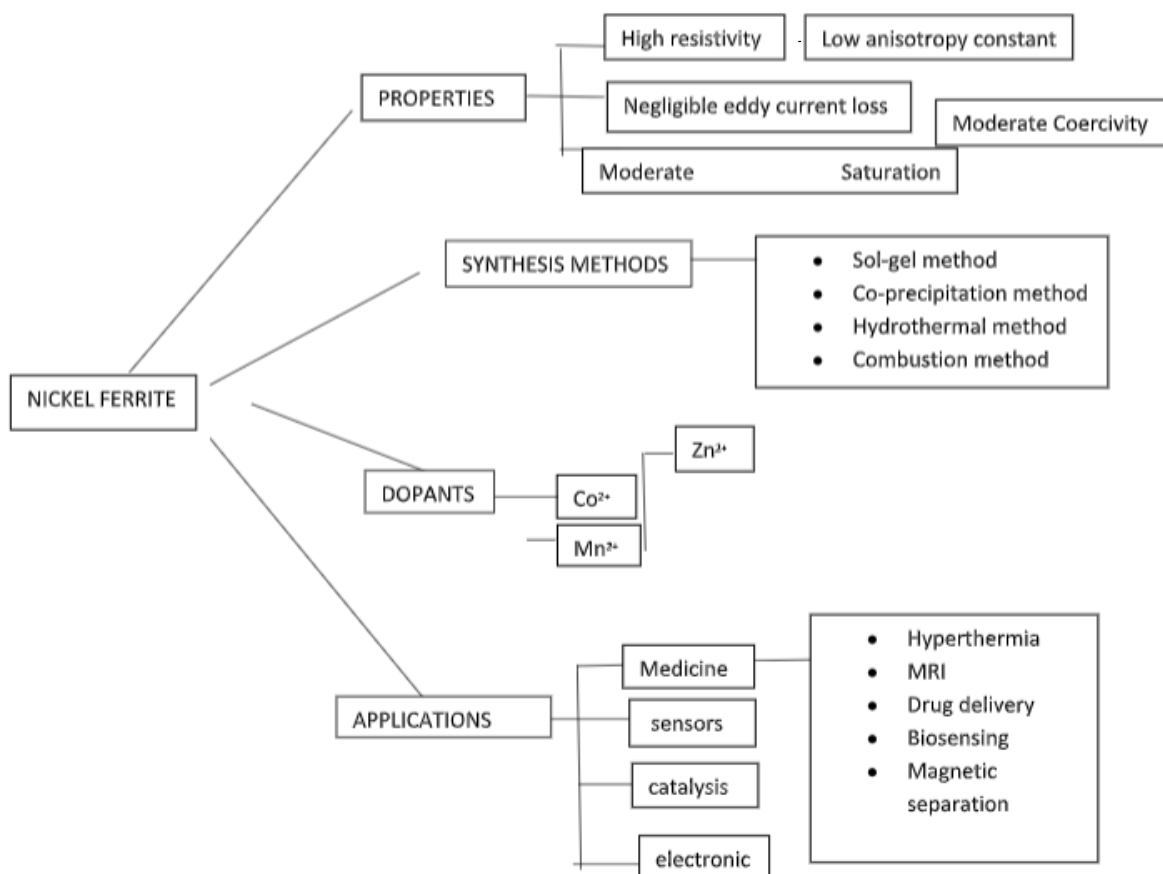 High resistivity
Low anisotropy constant
PROPERTIES
Negligible eddy current loss
Moderate Coercivity
Moderate Saturation
SYNTHESIS METHODS
• Sol-gel method
• Co-precipitation method
• Hydrothermal method
• Combustion method
NICKEL FERRITE
DOPANTS
Zn²⁺
Co²⁺
Mn²⁺
APPLICATIONS
Medicine
sensors
catalysis
electronic
• Hyperthermia
• MRI
• Drug delivery
• Biosensing
• Magnetic
separation